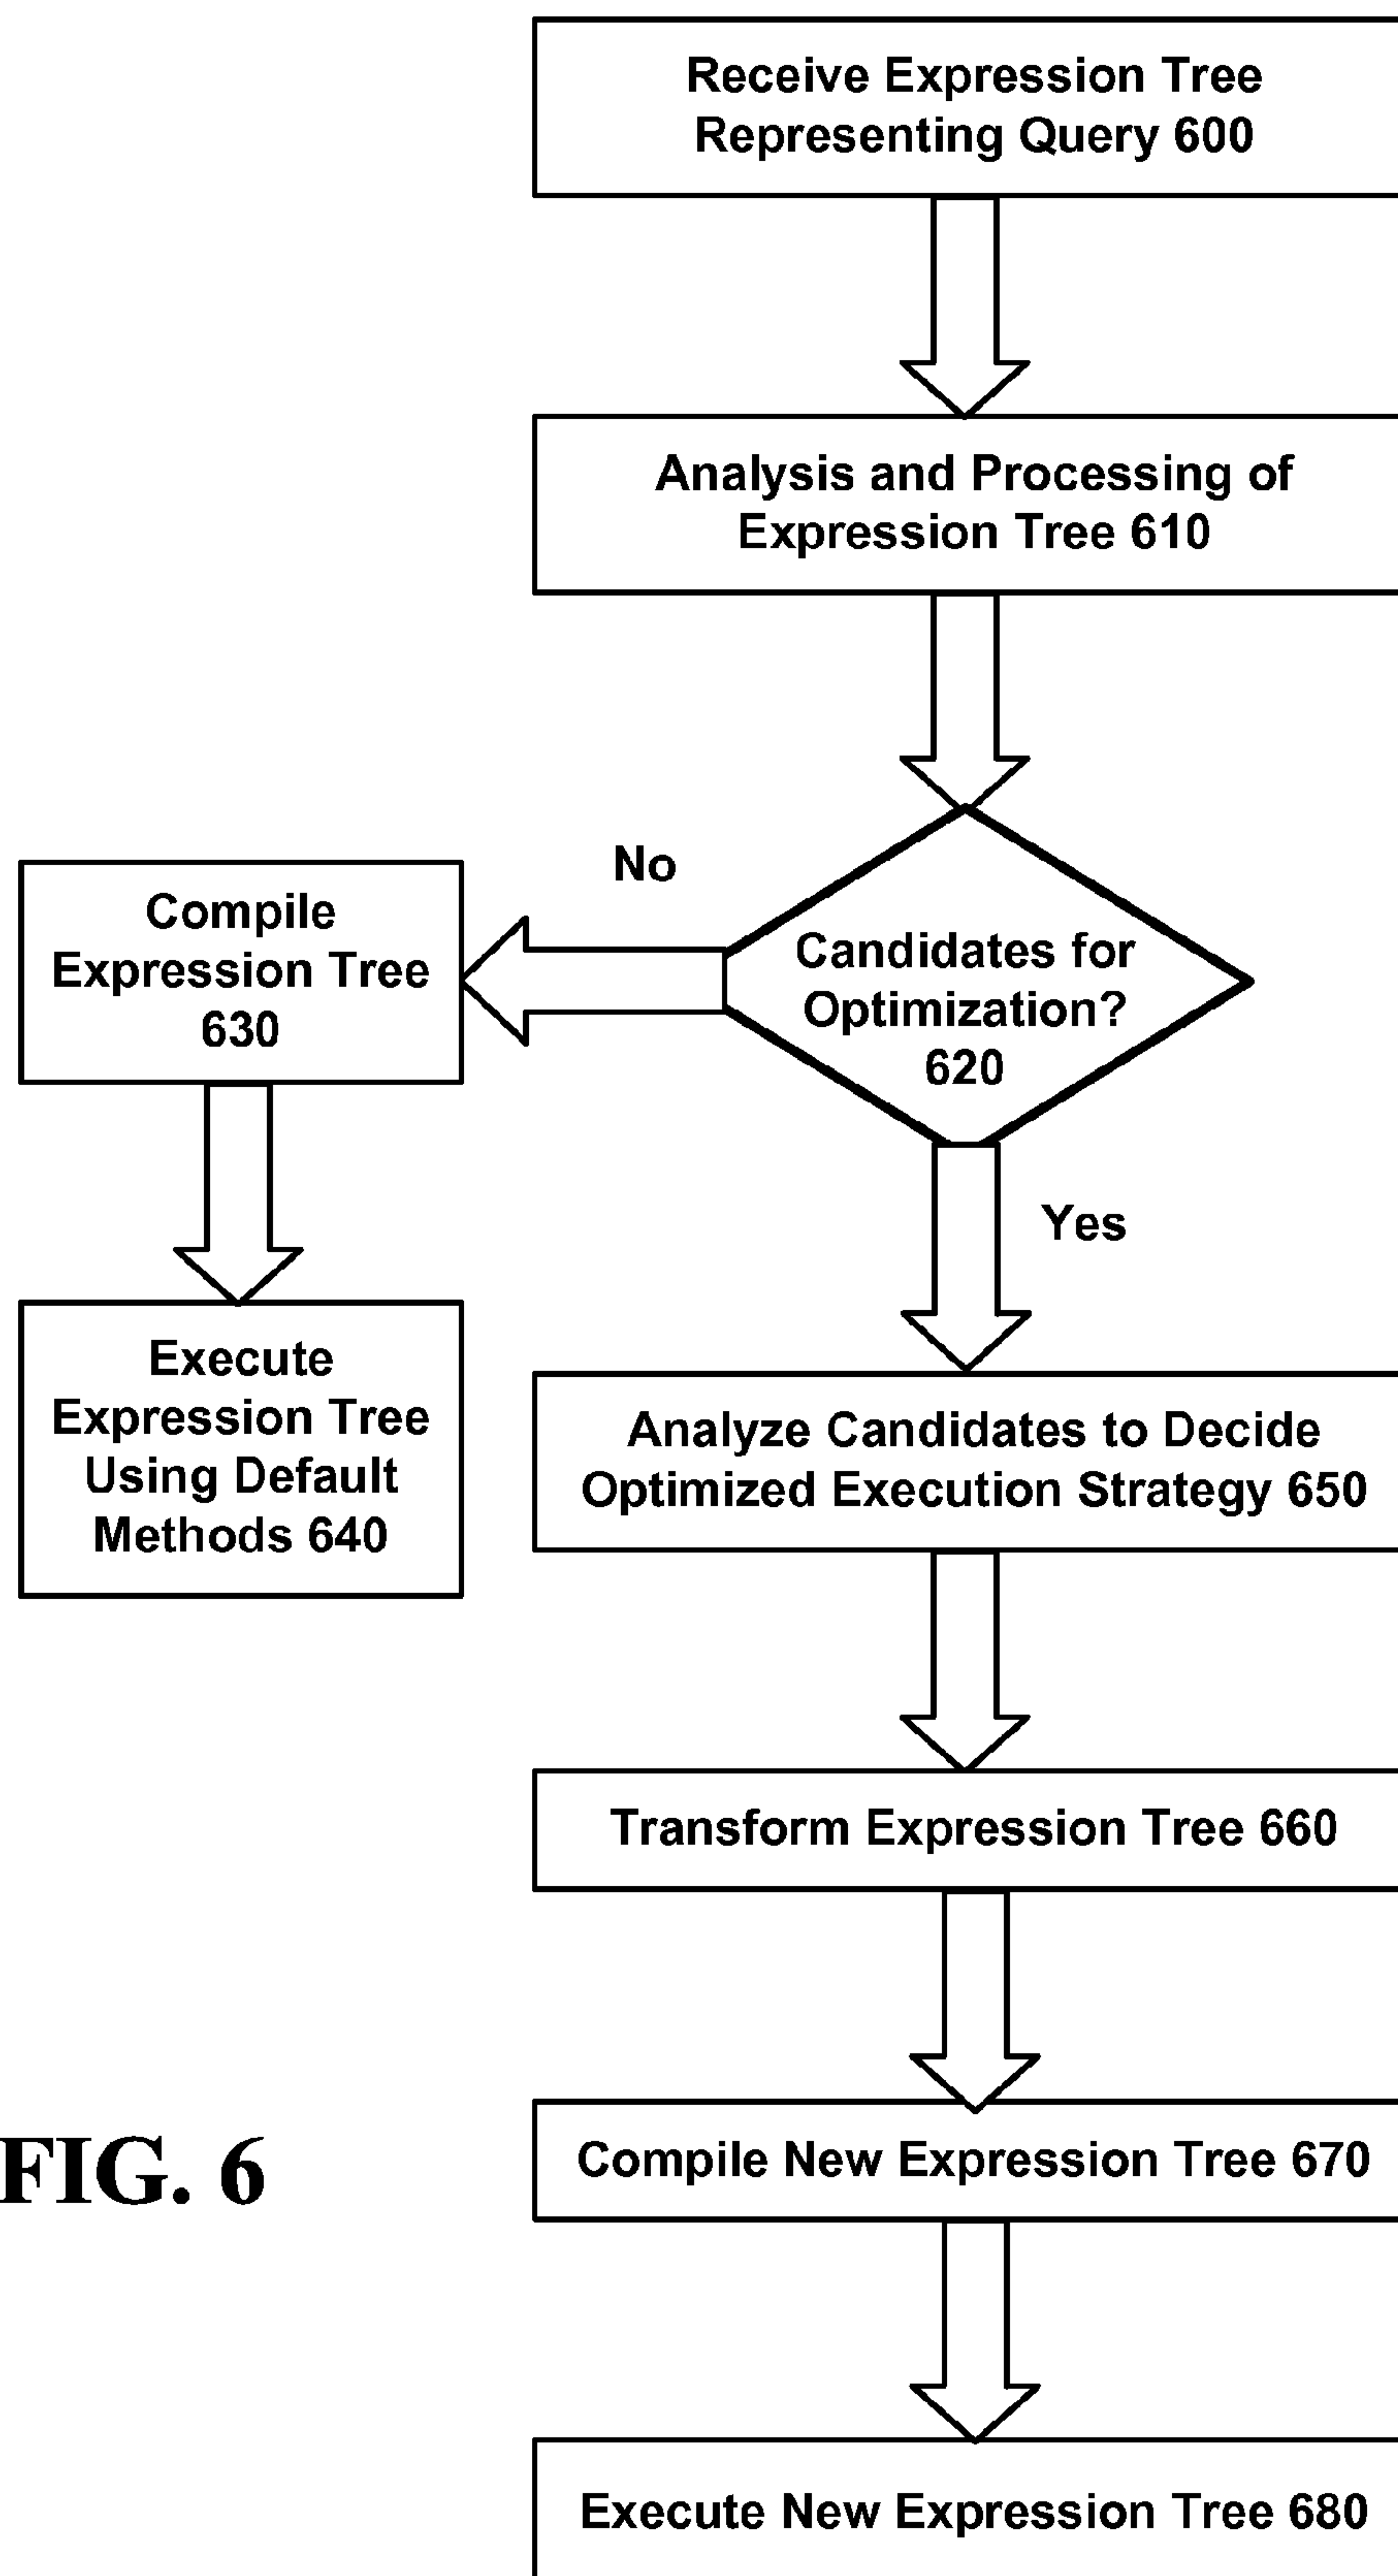 Receive Expression Tree
Representing Query 600
Analysis and Processing of
Expression Tree 610
No
Candidates for
Optimization?
620
Compile
Expression Tree
630
Yes
Execute
Expression Tree
Using Default
Methods 640
Analyze Candidates to Decide
Optimized Execution Strategy 650
Transform Expression Tree 660
Compile New Expression Tree 670
FIG. 6
Execute New Expression Tree 680